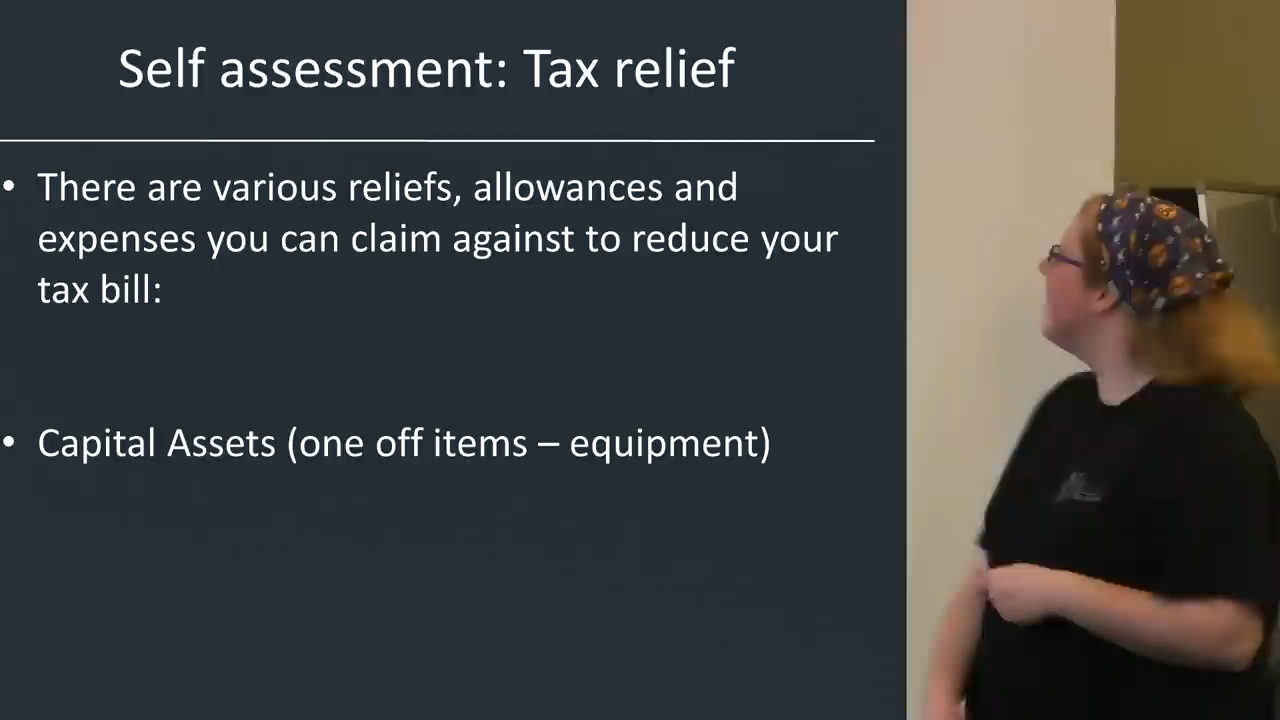 Self assessment: Tax relief
• There are various reliefs, allowances and
expenses you can claim against to reduce your
tax bill:
• Capital Assets (one off items – equipment)